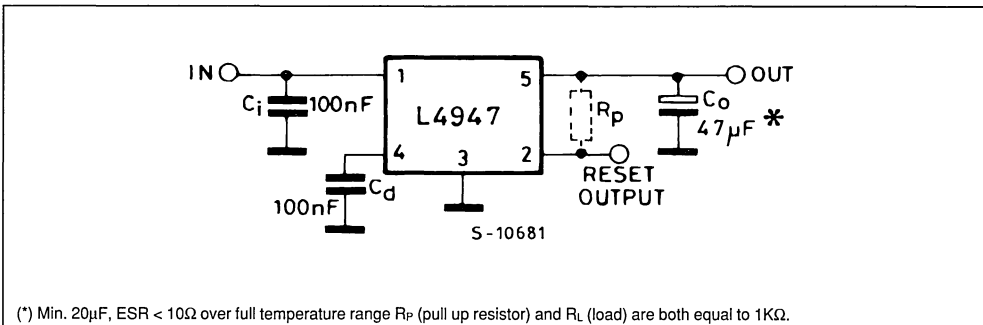 IN
1
5
OUT
Ci
100nF
L4947
Rp
Co
47µF *
4
3
2
Cd
100nF
RESET
OUTPUT
S-10681
(*) Min. 20µF, ESR < 10Ω over full temperature range RP (pull up resistor) and RL (load) are both equal to 1KΩ.